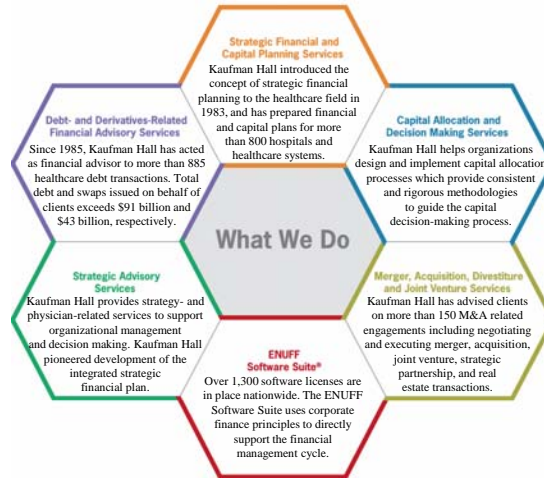 Strategic Financial and
Capital Planning Services
Kaufman Hall introduced the
concept of strategic financial
planning to the healthcare field in
1983, and has prepared financial
and capital plans for more
than 800 hospitals and
healthcare systems.
Debt- and Derivatives-Related
Financial Advisory Services
Since 1985, Kaufman Hall has acted
as financial advisor to more than 885
healthcare debt transactions. Total
debt and swaps issued on behalf of
clients exceeds $91 billion and
$43 billion, respectively.
Capital Allocation and
Decision Making Services
Kaufman Hall helps organizations
design and implement capital allocation
processes which provide consistent
and rigorous methodologies
to guide the capital
decision-making process.
What We Do
Strategic Advisory
Services
Kaufman Hall provides strategy- and
physician-related services to support
organizational management
and decision making. Kaufman Hall
pioneered development of the
integrated strategic
financial plan.
Merger, Acquisition, Divestiture
and Joint Venture Services
Kaufman Hall has advised clients
on more than 150 M&A related
engagements including negotiating
and executing merger, acquisition,
joint venture, strategic
partnership, and real
estate transactions.
ENUFF
Software Suite®
Over 1,300 software licenses are
in place nationwide. The ENUFF
Software Suite uses corporate
finance principles to directly
support the financial
management cycle.